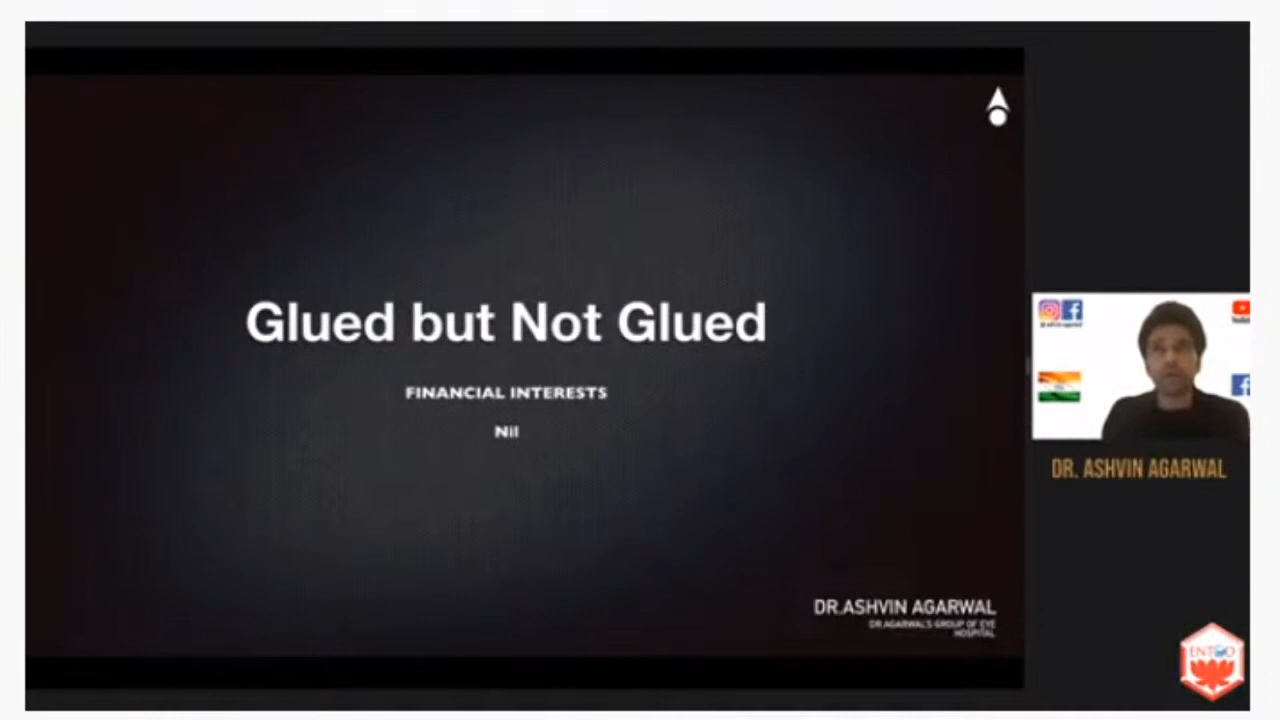 Glued but Not Glued
FINANCIAL INTERESTS
Nil
DR.ASHVIN AGARWAL
DR.AGARWAL'S GROUP OF EYE
HOSPITAL
DR. ASHVIN AGARWAL